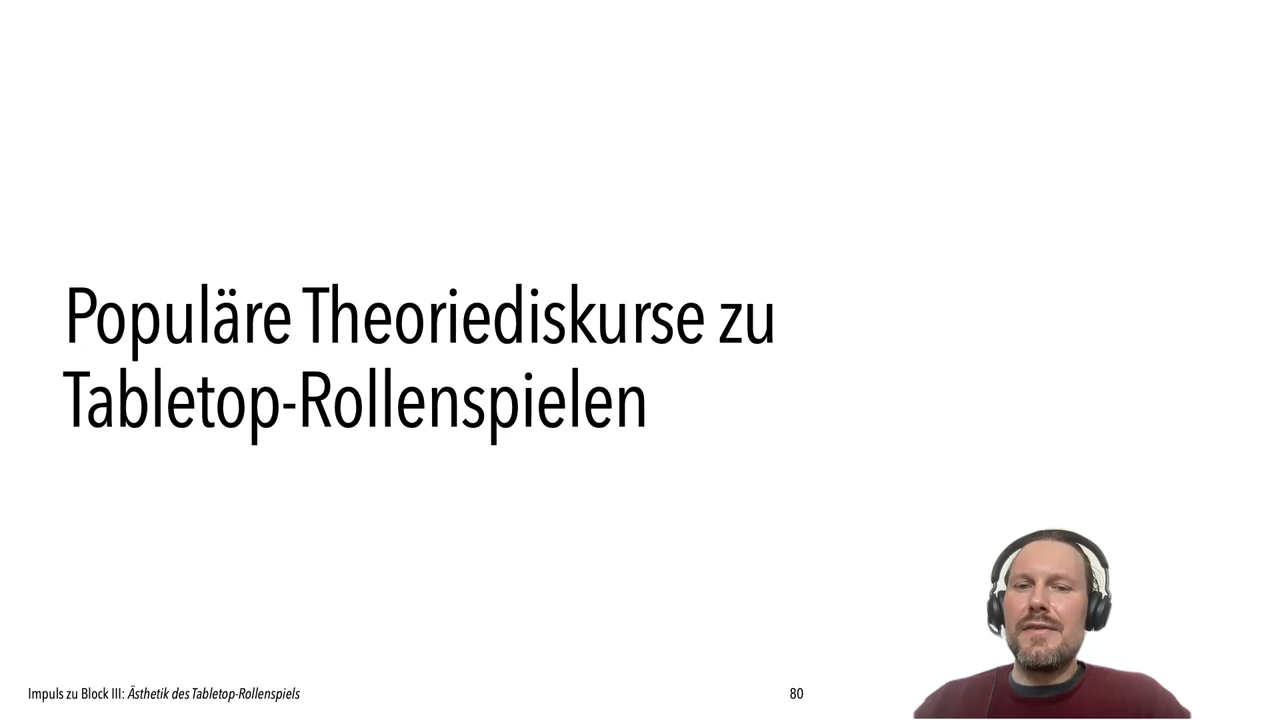 Populäre Theoriediskurse zu
Tabletop-Rollenspielen
Impuls zu Block III: Ästhetik des Tabletop-Rollenspiels
80